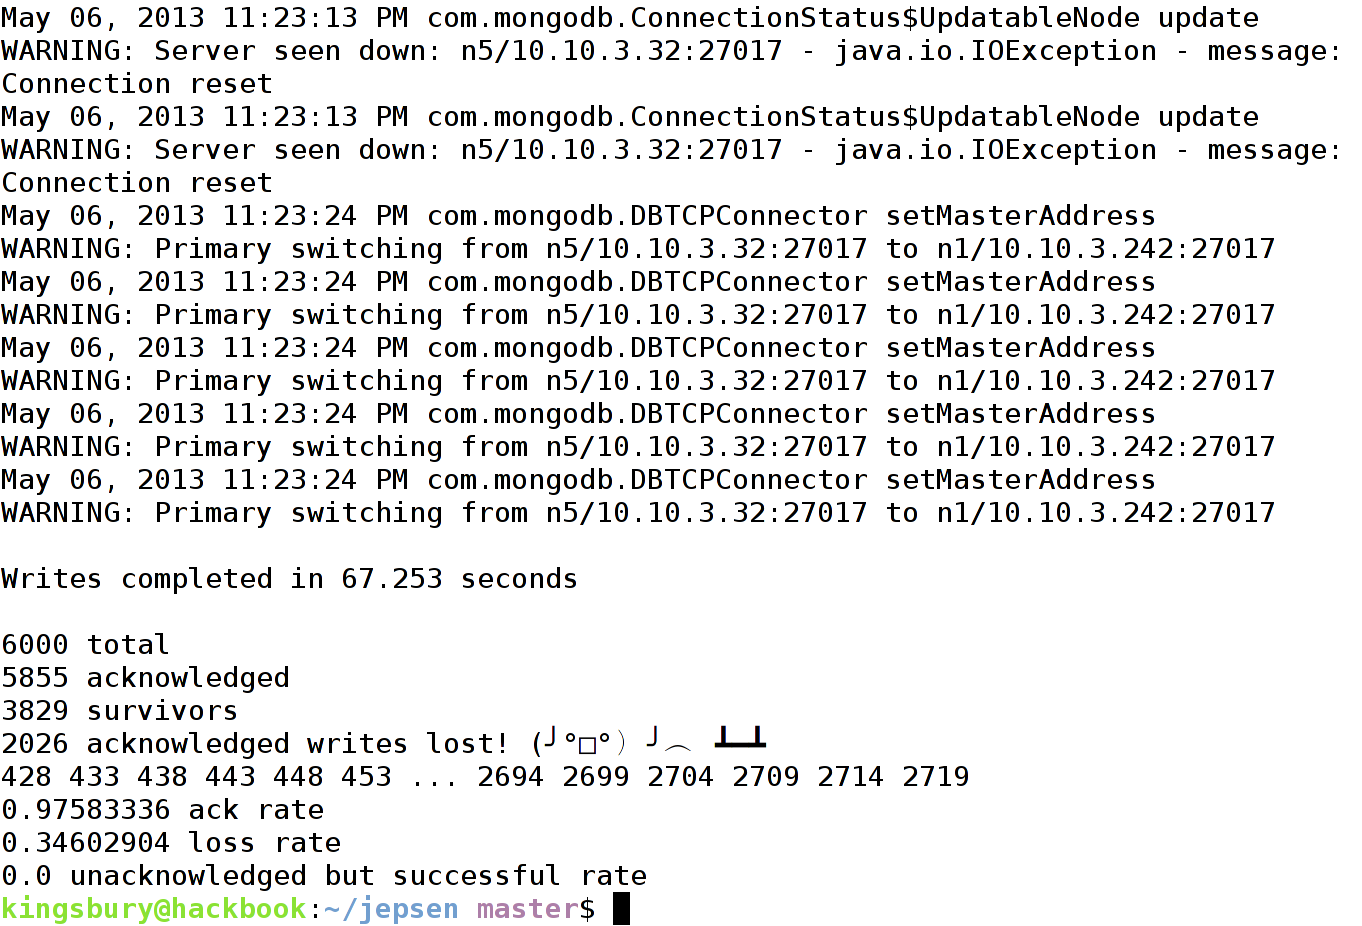 May 06, 2013 11:23:13 PM com.mongodb.ConnectionStatus$UpdatableNode update
WARNING: Server seen down: n5/10.10.3.32:27017 - java.io.IOException - message:
Connection reset
May 06, 2013 11:23:13 PM com.mongodb.ConnectionStatus$UpdatableNode update
WARNING: Server seen down: n5/10.10.3.32:27017 - java.io.IOException - message:
Connection reset
May 06, 2013 11:23:24 PM com.mongodb.DBTCPConnector setMasterAddress
WARNING: Primary switching from n5/10.10.3.32:27017 to n1/10.10.3.242:27017
May 06, 2013 11:23:24 PM com.mongodb.DBTCPConnector setMasterAddress
WARNING: Primary switching from n5/10.10.3.32:27017 to n1/10.10.3.242:27017
May 06, 2013 11:23:24 PM com.mongodb.DBTCPConnector setMasterAddress
WARNING: Primary switching from n5/10.10.3.32:27017 to n1/10.10.3.242:27017
May 06, 2013 11:23:24 PM com.mongodb.DBTCPConnector setMasterAddress
WARNING: Primary switching from n5/10.10.3.32:27017 to n1/10.10.3.242:27017
May 06, 2013 11:23:24 PM com.mongodb.DBTCPConnector setMasterAddress
WARNING: Primary switching from n5/10.10.3.32:27017 to n1/10.10.3.242:27017
Writes completed in 67.253 seconds
6000 total
5855 acknowledged
3829 survivors
2026 acknowledged writes lost! (╯°□°）╯︵ ┻━┻
428 433 438 443 448 453 ... 2694 2699 2704 2709 2714 2719
0.97583336 ack rate
0.34602904 loss rate
0.0 unacknowledged but successful rate
kingsbury@hackbook:~/jepsen master$